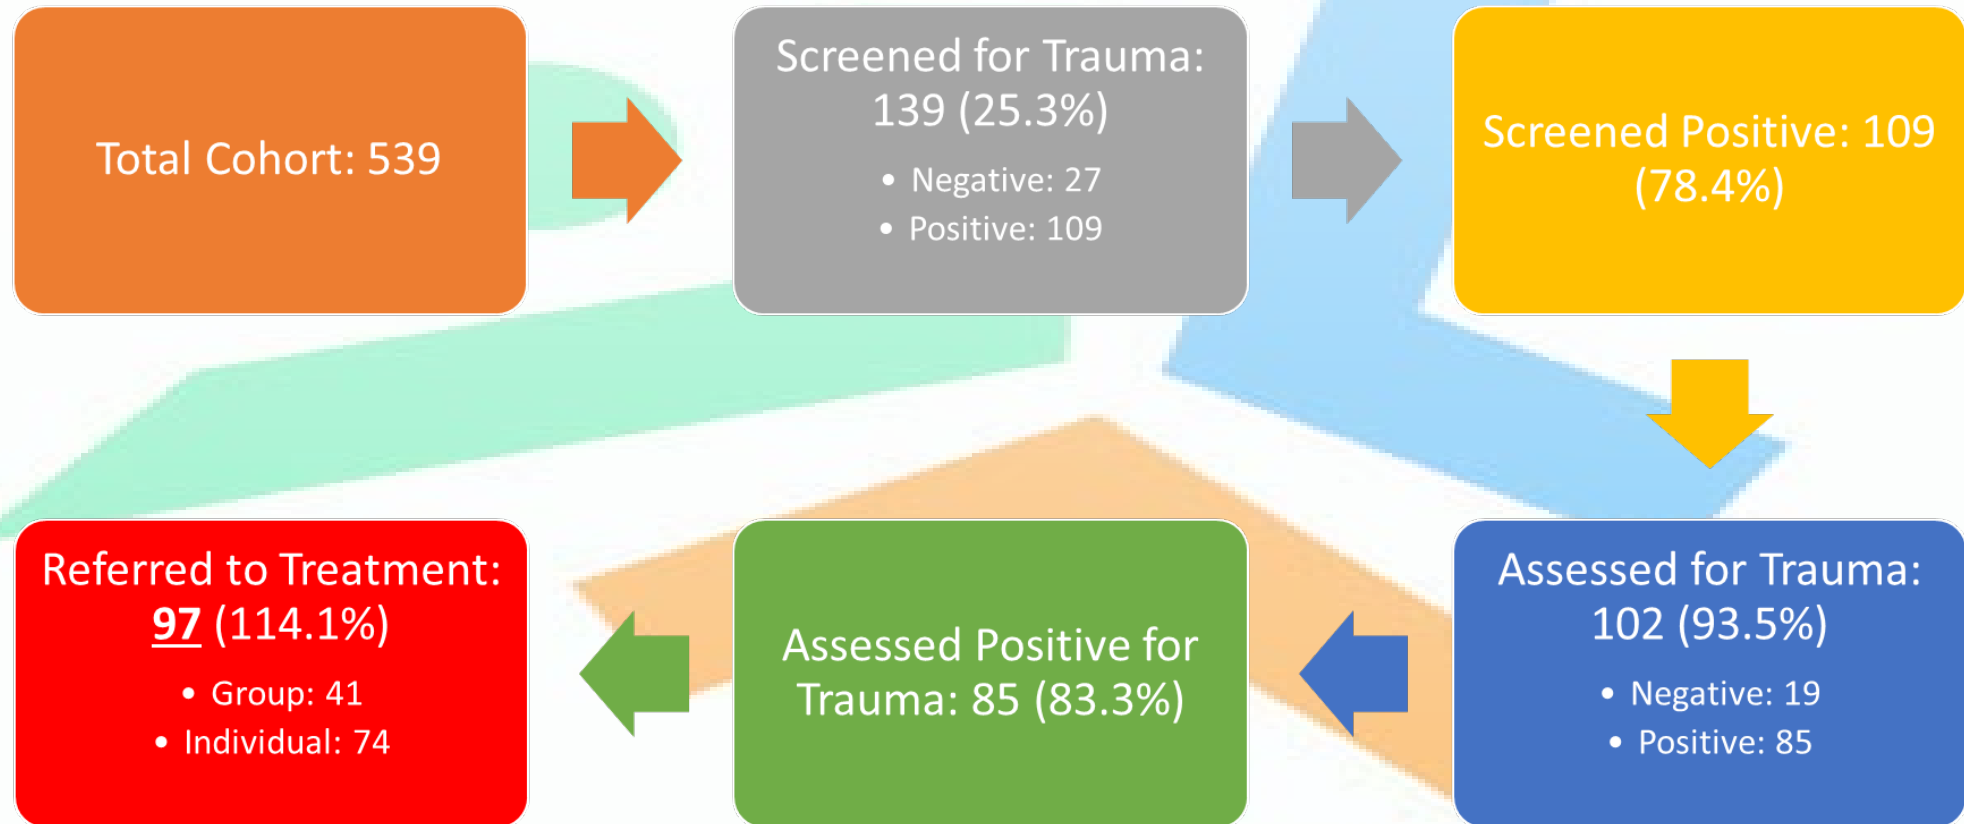 Total Cohort: 539
Screened for Trauma:
139 (25.3%)
• Negative: 27
• Positive: 109
Screened Positive: 109
(78.4%)
Assessed for Trauma:
102 (93.5%)
• Negative: 19
• Positive: 85
Assessed Positive for
Trauma: 85 (83.3%)
Referred to Treatment:
97 (114.1%)
• Group: 41
• Individual: 74